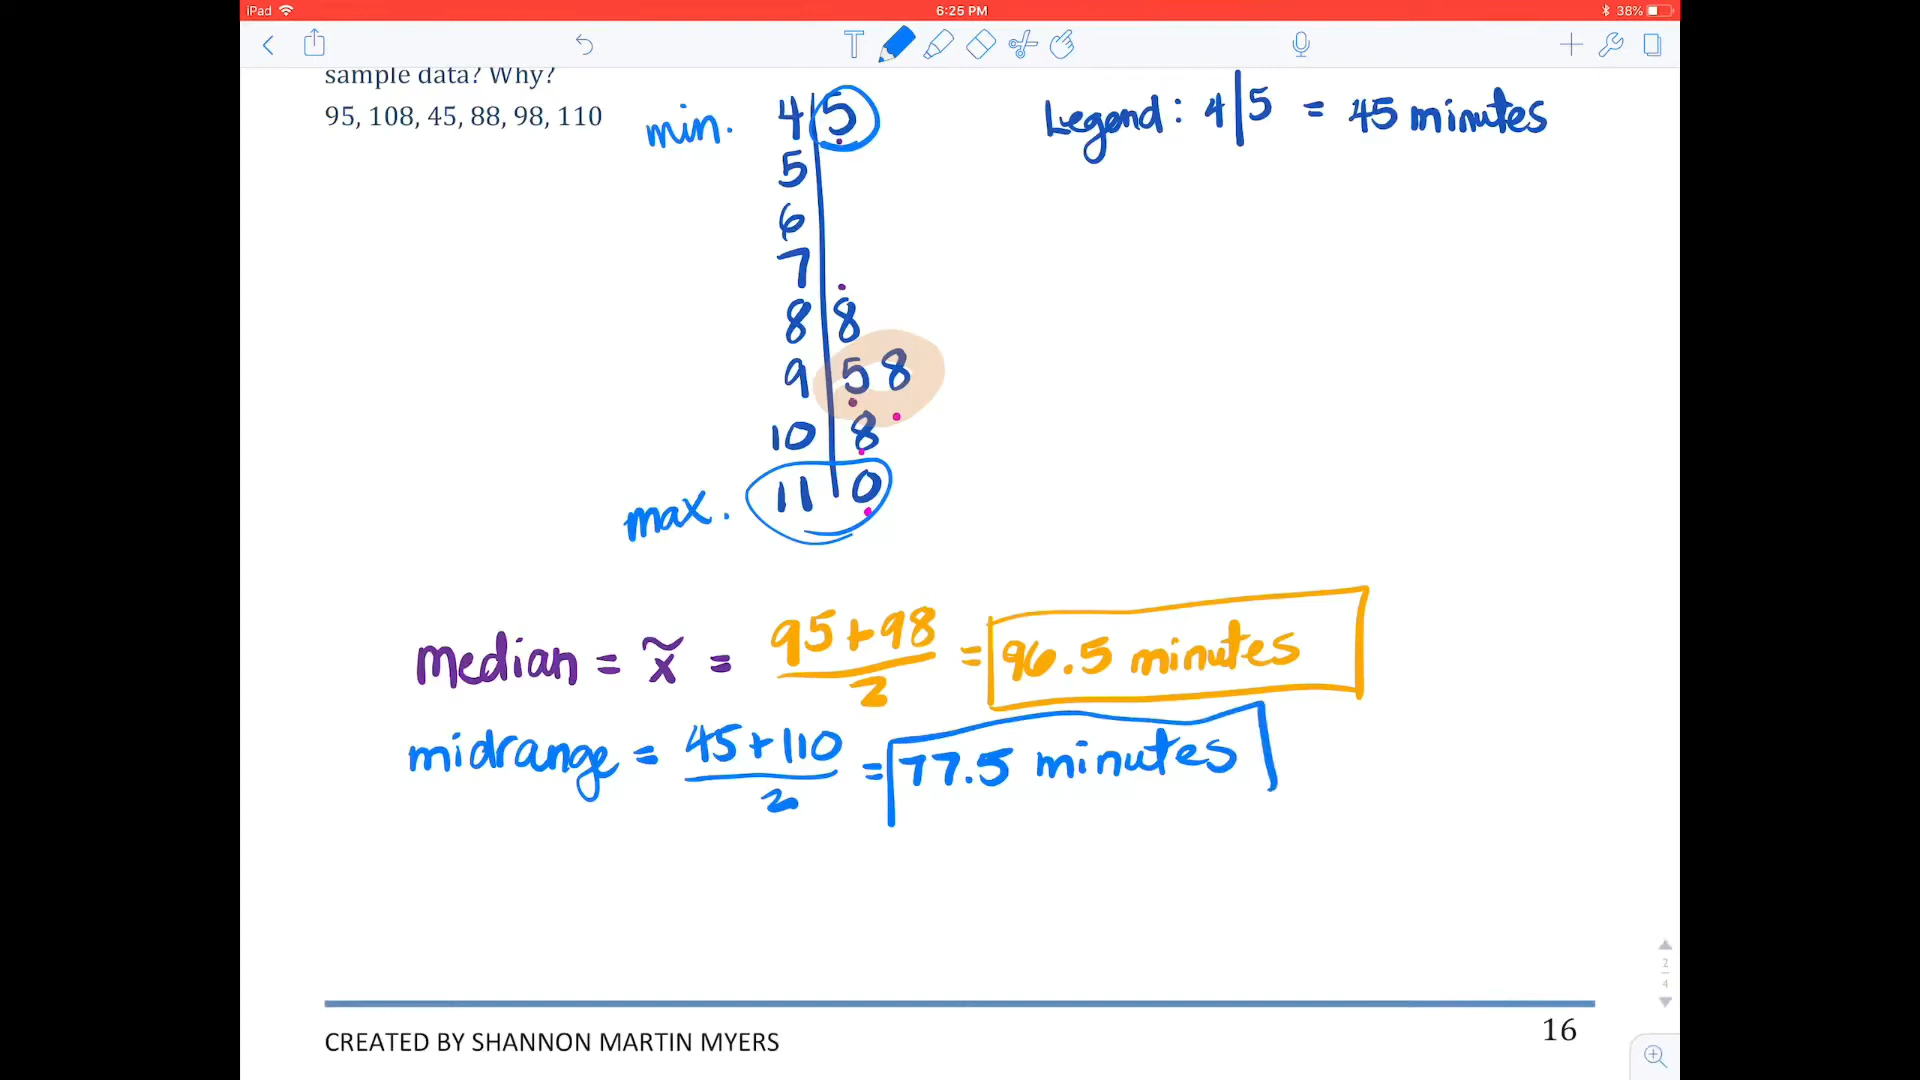 iPad 6:25 PM 38%
T
sample data? Why?
95, 108, 45, 88, 98, 110
min. 4|5
Legend: 4|5 = 45 minutes
5
6
7
8 8
9 5 8
10 8
max. 11 0
median = x̃ = 95+98 / 2 = 96.5 minutes
midrange = 45+110 / 2 = 77.5 minutes
2
4
CREATED BY SHANNON MARTIN MYERS
16